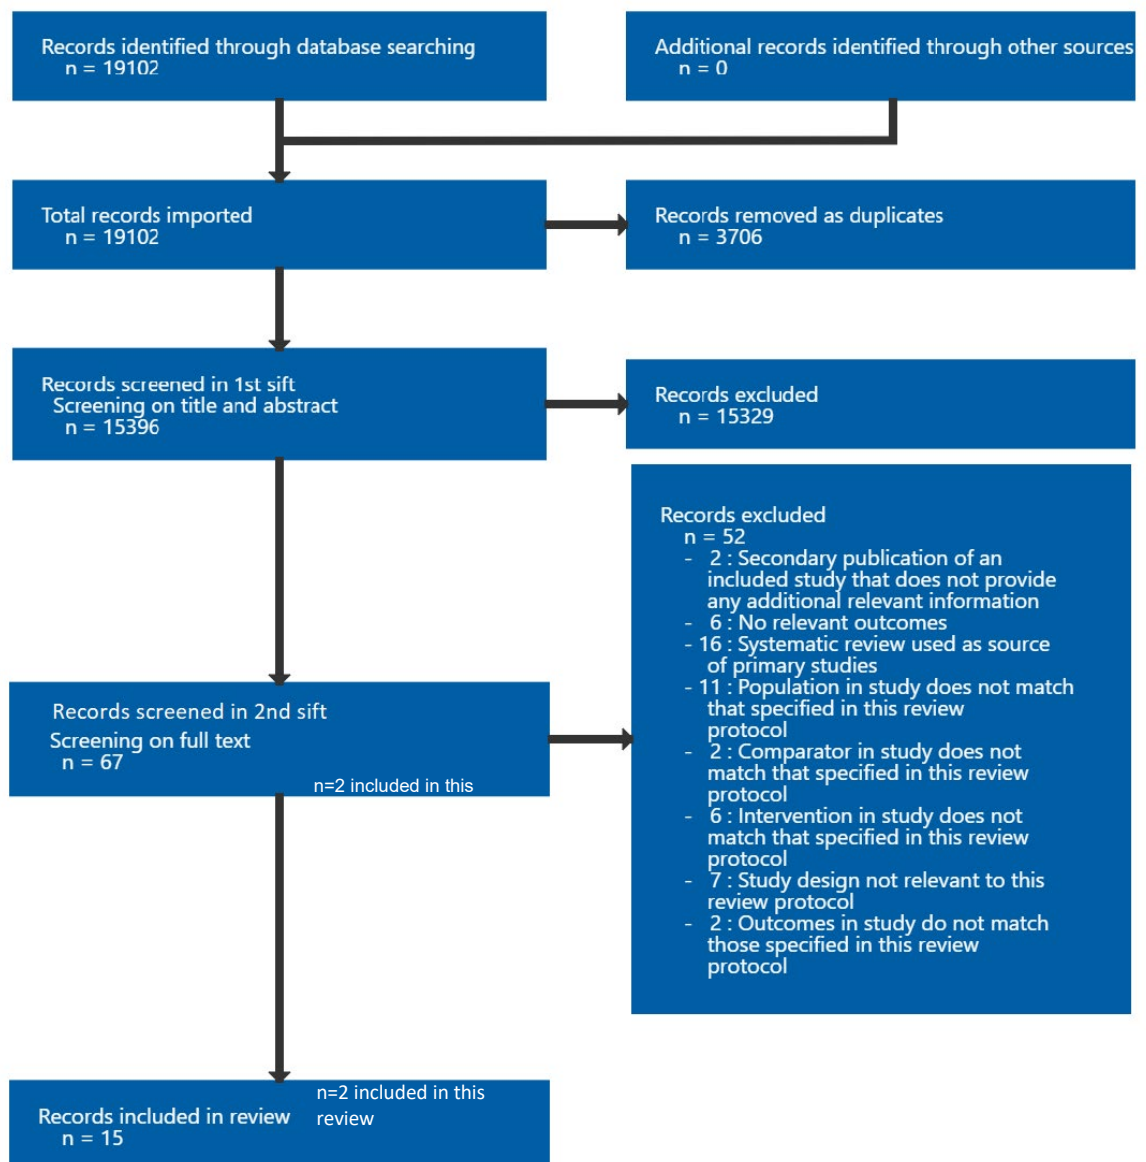 Records identified through database searching
n = 19102
Additional records identified through other sources
n = 0
Total records imported
n = 19102
Records removed as duplicates
n = 3706
Records screened in 1st sift
Screening on title and abstract
n = 15396
Records excluded
n = 15329
Records excluded
n = 52
- 2 : Secondary publication of an
included study that does not provide
any additional relevant information
- 6 : No relevant outcomes
- 16 : Systematic review used as source
of primary studies
- 11 : Population in study does not match
that specified in this review
protocol
- 2 : Comparator in study does not
match that specified in this review
protocol
- 6 : Intervention in study does not
match that specified in this review
protocol
- 7 : Study design not relevant to this
review protocol
- 2 : Outcomes in study do not match
those specified in this review
protocol
Records screened in 2nd sift
Screening on full text
n = 67
n=2 included in this
Records included in review
n = 15
n=2 included in this
review